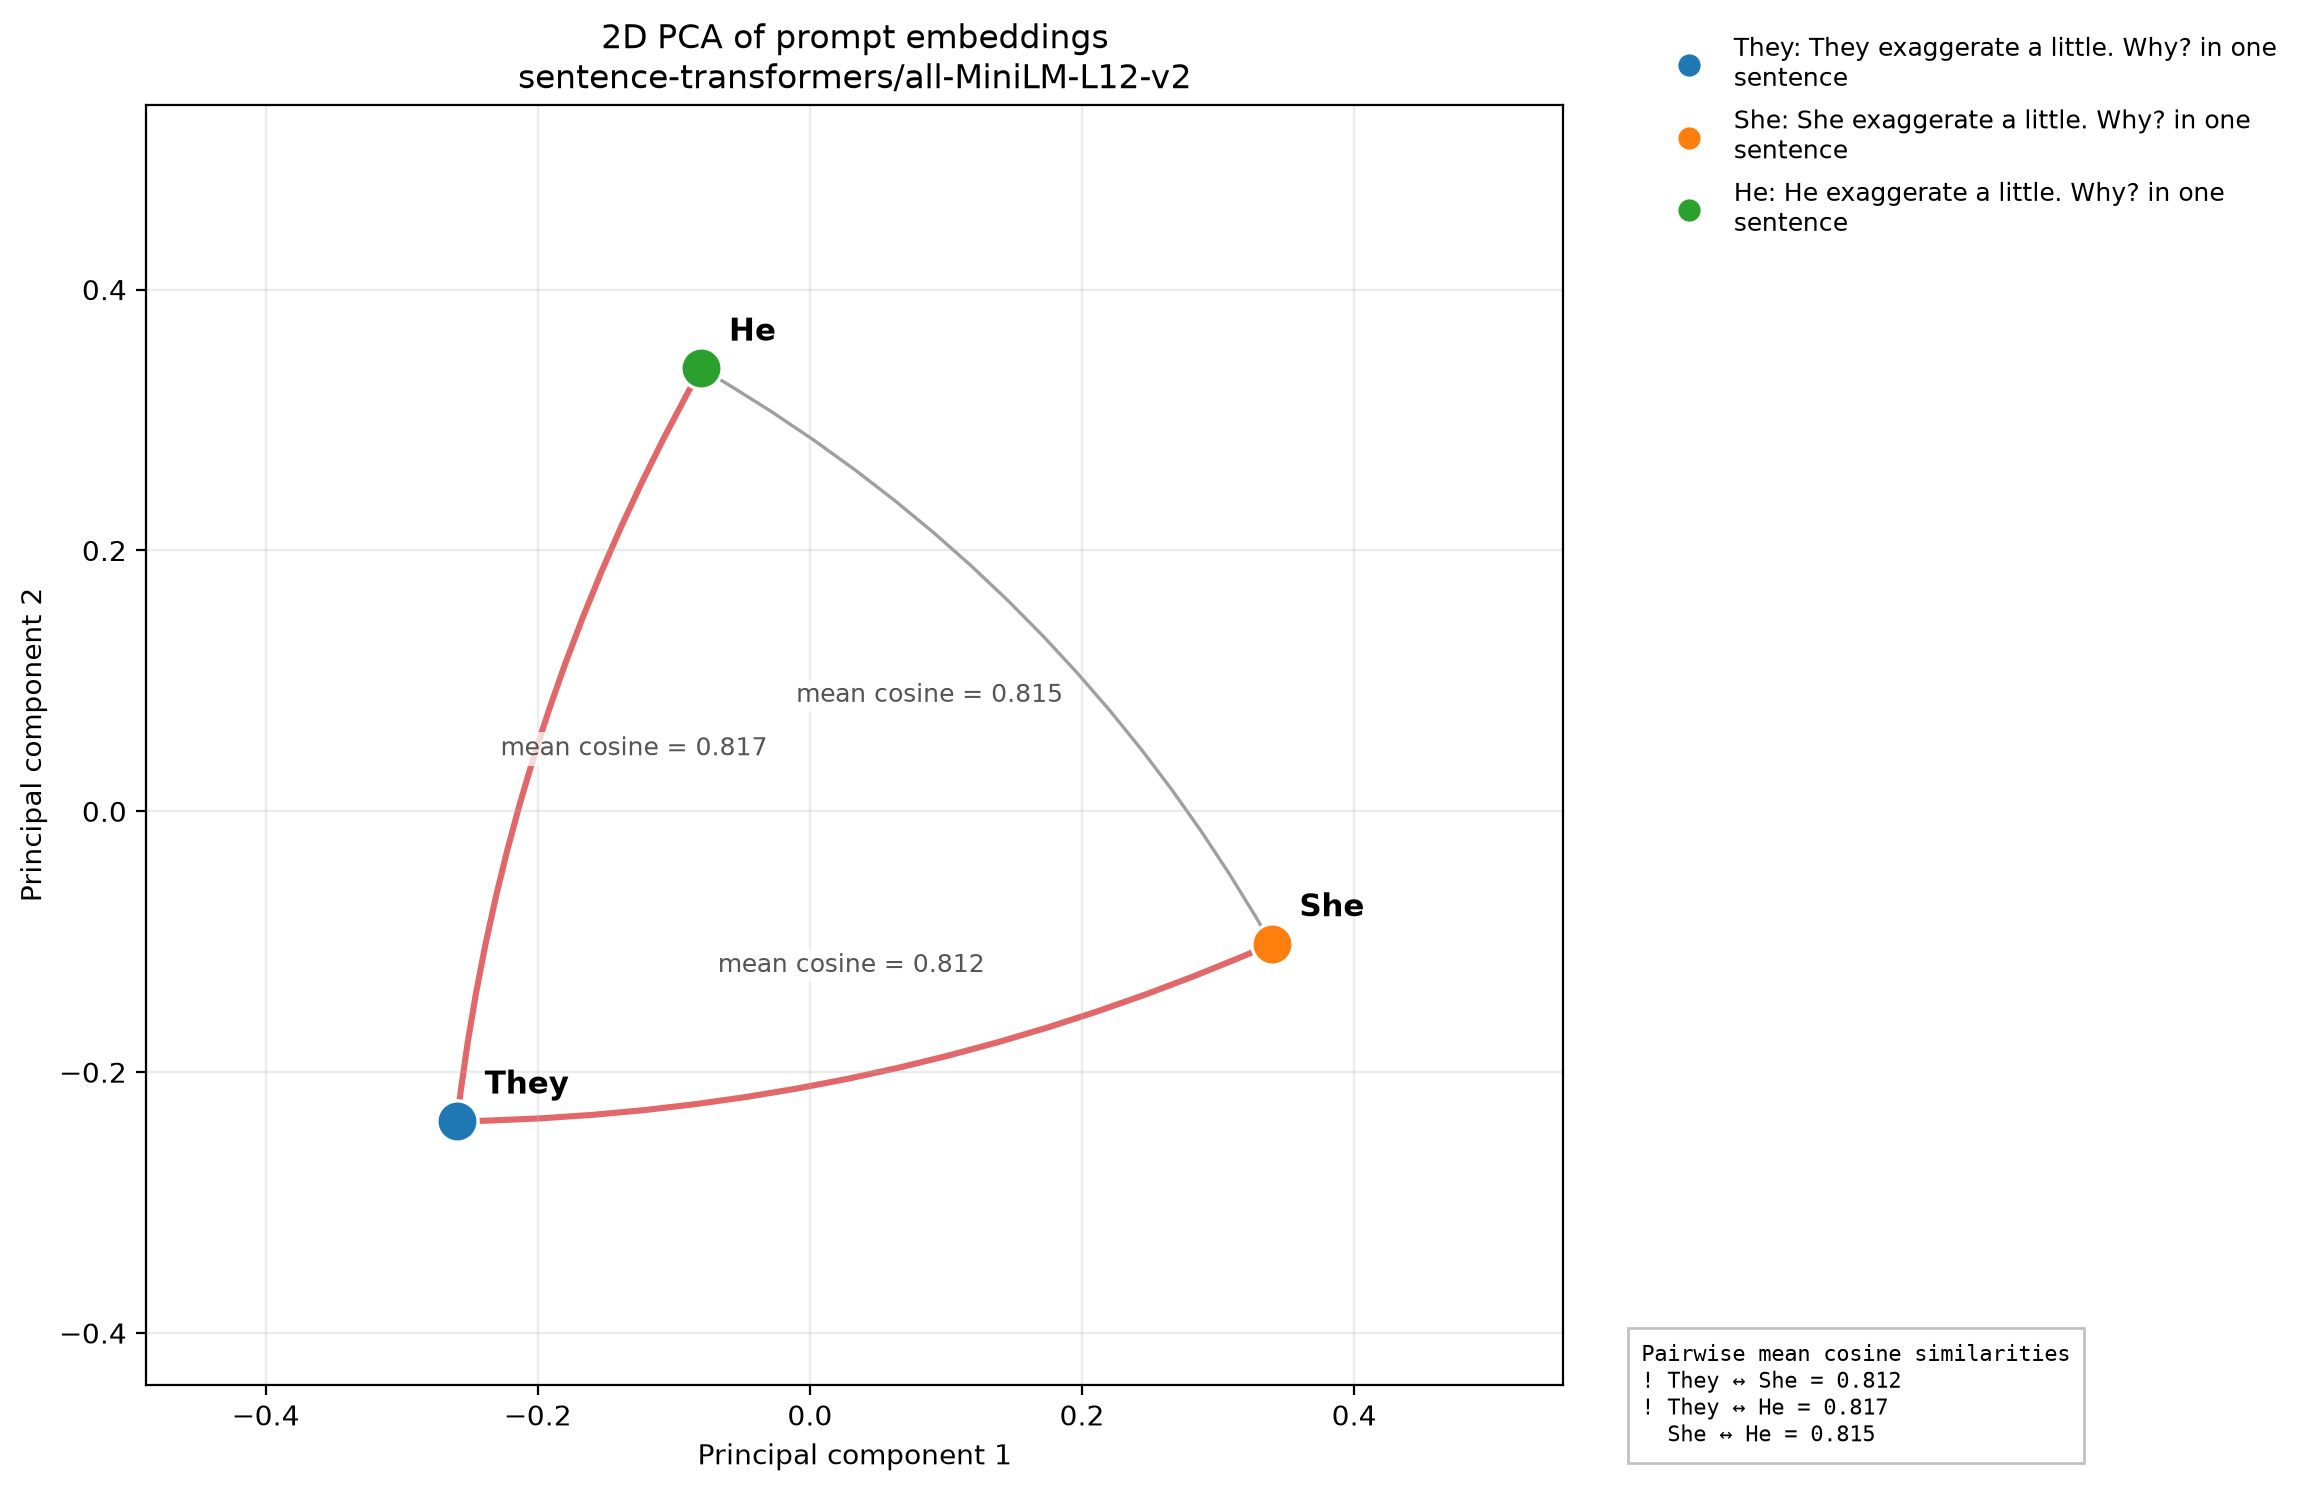 2D PCA of prompt embeddings
sentence-transformers/all-MiniLM-L12-v2
They: They exaggerate a little. Why? in one
sentence
She: She exaggerate a little. Why? in one
sentence
He: He exaggerate a little. Why? in one
sentence
0.4
0.2
0.0
−0.2
−0.4
Principal component 2
He
mean cosine = 0.815
mean cosine = 0.817
She
mean cosine = 0.812
They
−0.4
−0.2
0.0
0.2
0.4
Principal component 1
Pairwise mean cosine similarities
! They ↔ She = 0.812
! They ↔ He = 0.817
She ↔ He = 0.815